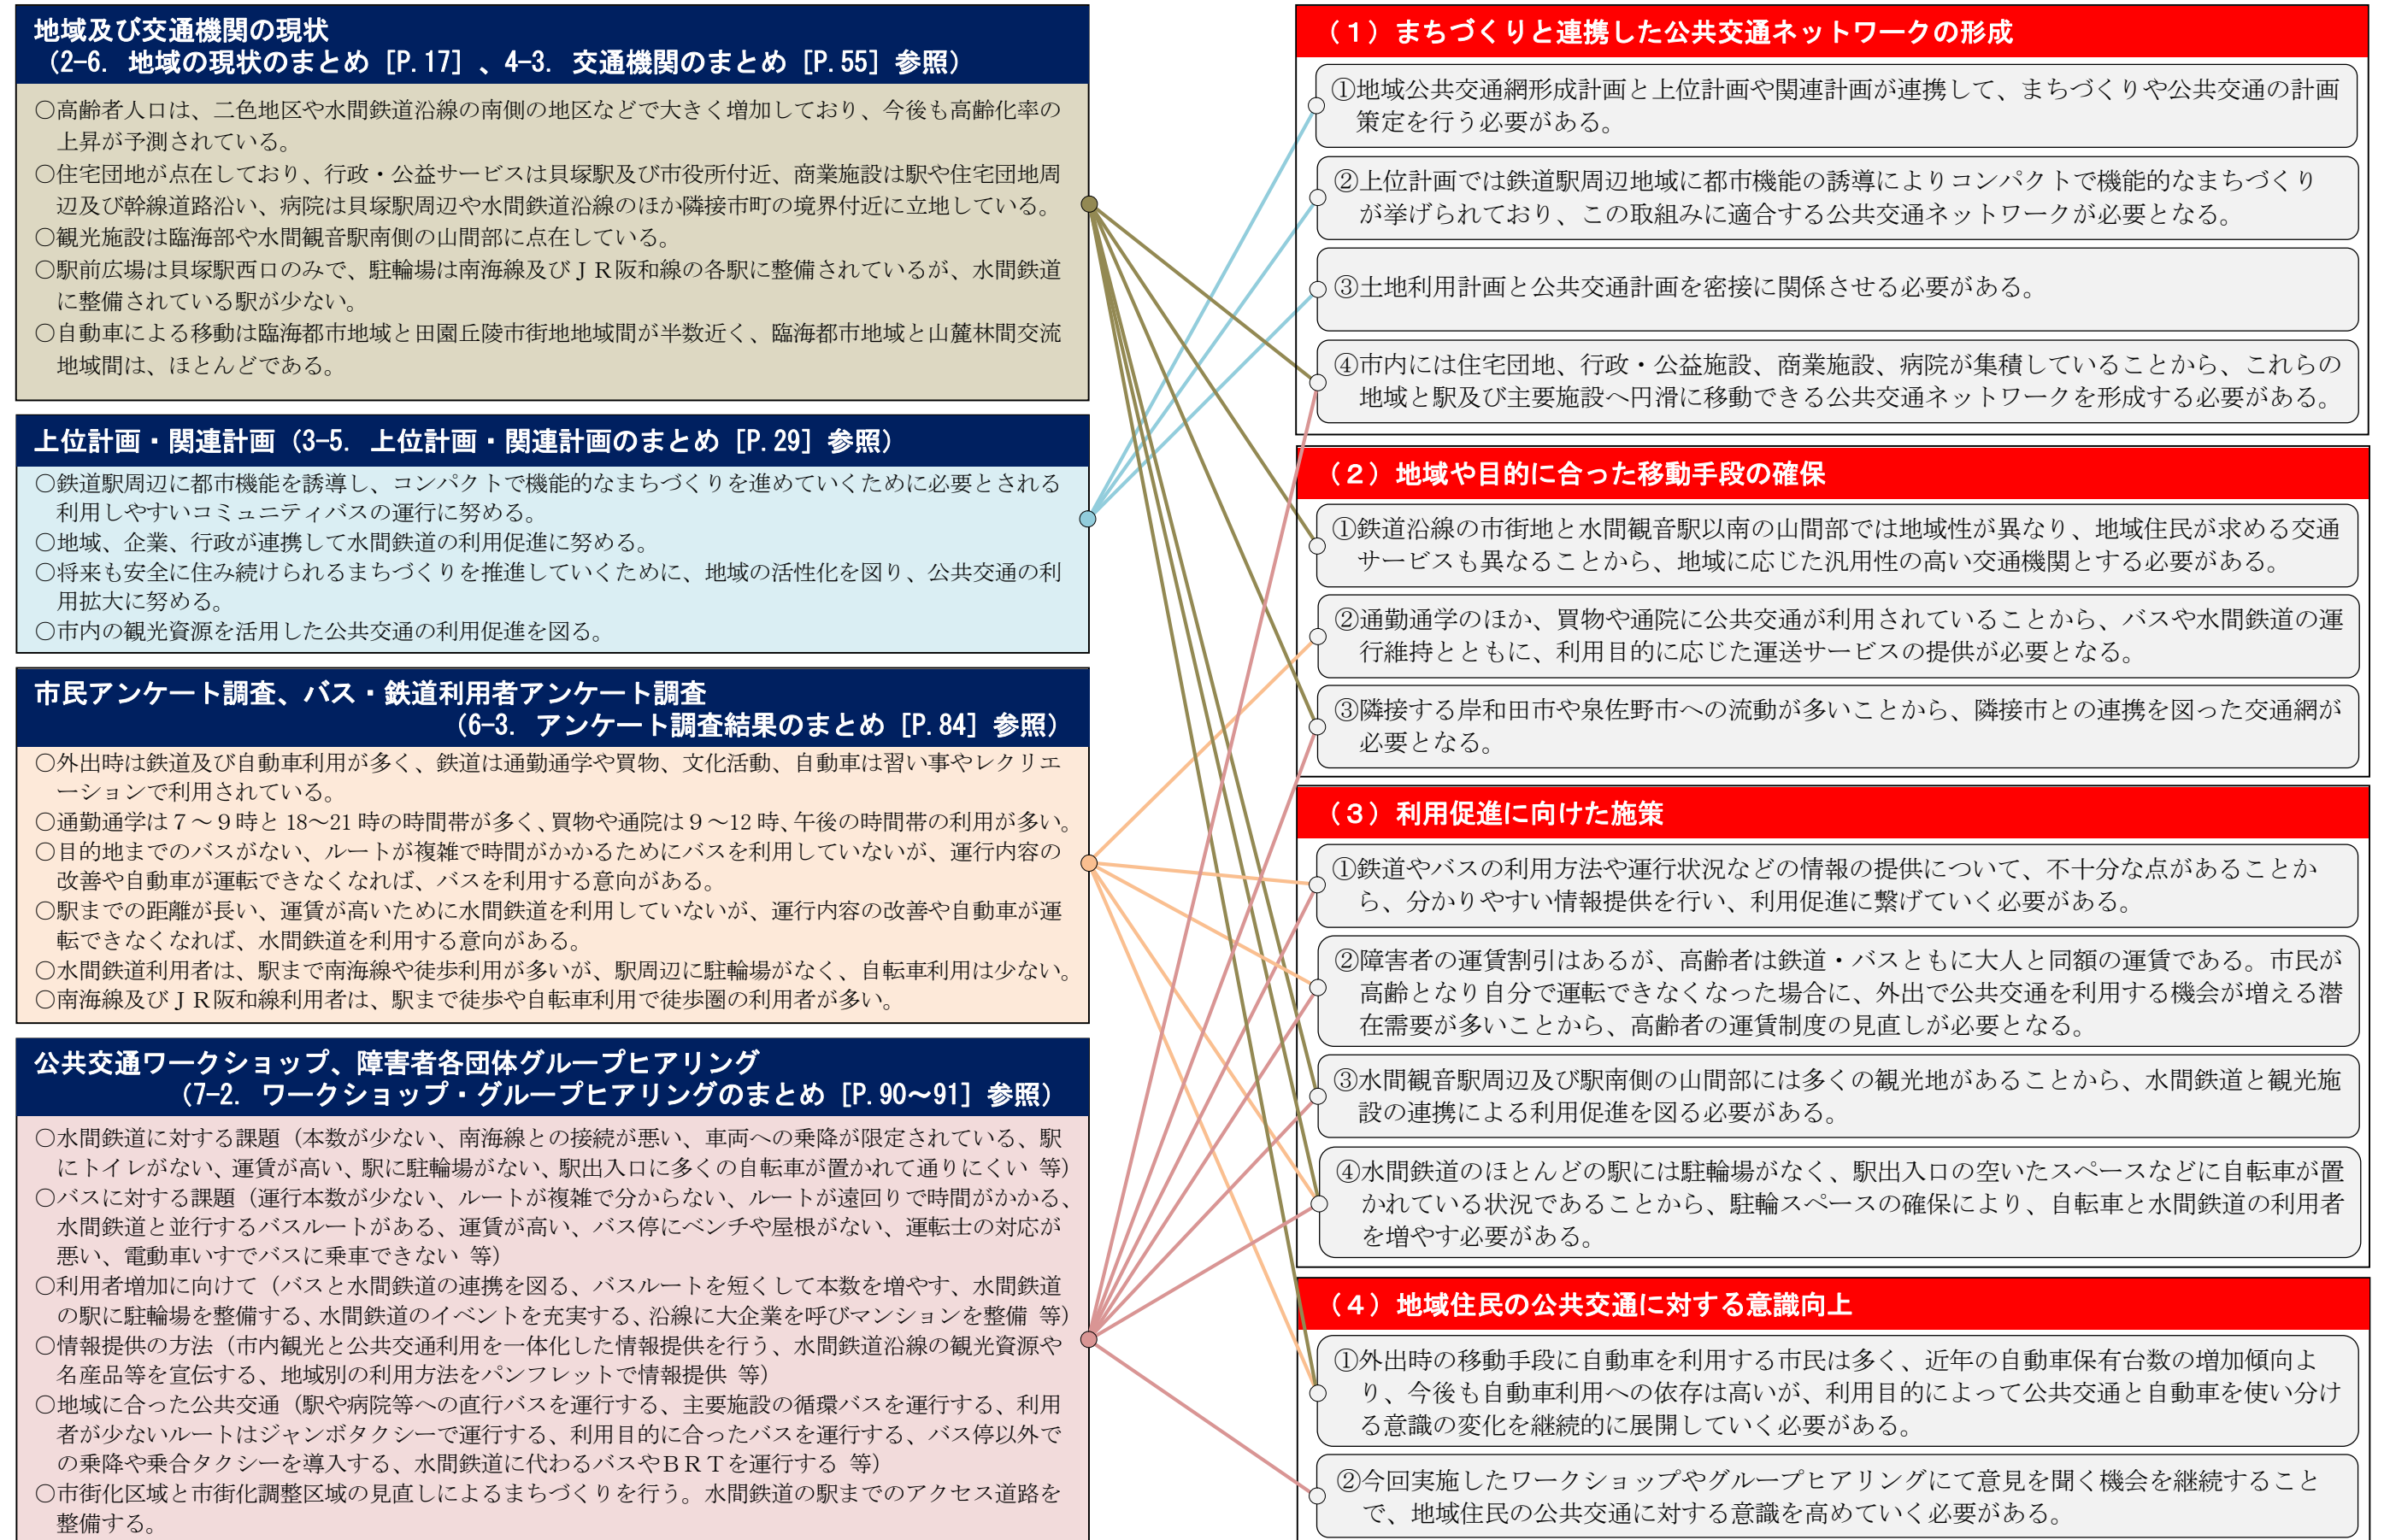 地域及び交通機関の現状
（2-6．地域の現状のまとめ［P.17］、4-3．交通機関のまとめ［P.55］参照）
○高齢者人口は、二色地区や水間鉄道沿線の南側の地区などで大きく増加しており、今後も高齢化率の
上昇が予測されている。
○住宅団地が点在しており、行政・公益サービスは貝塚駅及び市役所付近、商業施設は駅や住宅団地周
辺及び幹線道路沿い、病院は貝塚駅周辺や水間鉄道沿線のほか隣接市町の境界付近に立地している。
○観光施設は臨海部や水間観音駅南側の山間部に点在している。
○駅前広場は貝塚駅西口のみで、駐輪場は南海線及びＪＲ阪和線の各駅に整備されているが、水間鉄道
に整備されている駅が少ない。
○自動車による移動は臨海都市地域と田園丘陵市街地地域間が半数近く、臨海都市地域と山麓林間交流
地域間は、ほとんどである。
上位計画・関連計画（3-5．上位計画・関連計画のまとめ［P.29］参照）
○鉄道駅周辺に都市機能を誘導し、コンパクトで機能的なまちづくりを進めていくために必要とされる
利用しやすいコミュニティバスの運行に努める。
○地域、企業、行政が連携して水間鉄道の利用促進に努める。
○将来も安全に住み続けられるまちづくりを推進していくために、地域の活性化を図り、公共交通の利
用拡大に努める。
○市内の観光資源を活用した公共交通の利用促進を図る。
市民アンケート調査、バス・鉄道利用者アンケート調査
（6-3．アンケート調査結果のまとめ［P.84］参照）
○外出時は鉄道及び自動車利用が多く、鉄道は通勤通学や買物、文化活動、自動車は習い事やレクリエ
ーションで利用されている。
○通勤通学は７～９時と 18～21 時の時間帯が多く、買物や通院は９～12 時、午後の時間帯の利用が多い。
○目的地までのバスがない、ルートが複雑で時間がかかるためにバスを利用していないが、運行内容の
改善や自動車が運転できなくなれば、バスを利用する意向がある。
○駅までの距離が長い、運賃が高いために水間鉄道を利用していないが、運行内容の改善や自動車が運
転できなくなれば、水間鉄道を利用する意向がある。
○水間鉄道利用者は、駅まで南海線や徒歩利用が多いが、駅周辺に駐輪場がなく、自転車利用は少ない。
○南海線及びＪＲ阪和線利用者は、駅まで徒歩や自転車利用で徒歩圏の利用者が多い。
公共交通ワークショップ、障害者各団体グループヒアリング
（7-2．ワークショップ・グループヒアリングのまとめ［P.90～91］参照）
○水間鉄道に対する課題（本数が少ない、南海線との接続が悪い、車両への乗降が限定されている、駅
にトイレがない、運賃が高い、駅に駐輪場がない、駅出入口に多くの自転車が置かれて通りにくい 等）
○バスに対する課題（運行本数が少ない、ルートが複雑で分からない、ルートが遠回りで時間がかかる、
水間鉄道と並行するバスルートがある、運賃が高い、バス停にベンチや屋根がない、運転士の対応が
悪い、電動車いすでバスに乗車できない 等）
○利用者増加に向けて（バスと水間鉄道の連携を図る、バスルートを短くして本数を増やす、水間鉄道
の駅に駐輪場を整備する、水間鉄道のイベントを充実する、沿線に大企業を呼びマンションを整備 等）
○情報提供の方法（市内観光と公共交通利用を一体化した情報提供を行う、水間鉄道沿線の観光資源や
名産品等を宣伝する、地域別の利用方法をパンフレットで情報提供 等）
○地域に合った公共交通（駅や病院等への直行バスを運行する、主要施設の循環バスを運行する、利用
者が少ないルートはジャンボタクシーで運行する、利用目的に合ったバスを運行する、バス停以外で
の乗降や乗合タクシーを導入する、水間鉄道に代わるバスやＢＲＴを運行する 等）
○市街化区域と市街化調整区域の見直しによるまちづくりを行う。水間鉄道の駅までのアクセス道路を
整備する。
（１）まちづくりと連携した公共交通ネットワークの形成
①地域公共交通網形成計画と上位計画や関連計画が連携して、まちづくりや公共交通の計画
策定を行う必要がある。
②上位計画では鉄道駅周辺地域に都市機能の誘導によりコンパクトで機能的なまちづくり
が挙げられており、この取組みに適合する公共交通ネットワークが必要となる。
③土地利用計画と公共交通計画を密接に関係させる必要がある。
④市内には住宅団地、行政・公益施設、商業施設、病院が集積していることから、これらの
地域と駅及び主要施設へ円滑に移動できる公共交通ネットワークを形成する必要がある。
（２）地域や目的に合った移動手段の確保
①鉄道沿線の市街地と水間観音駅以南の山間部では地域性が異なり、地域住民が求める交通
サービスも異なることから、地域に応じた汎用性の高い交通機関とする必要がある。
②通勤通学のほか、買物や通院に公共交通が利用されていることから、バスや水間鉄道の運
行維持とともに、利用目的に応じた運送サービスの提供が必要となる。
③隣接する岸和田市や泉佐野市への流動が多いことから、隣接市との連携を図った交通網が
必要となる。
（３）利用促進に向けた施策
①鉄道やバスの利用方法や運行状況などの情報の提供について、不十分な点があることか
ら、分かりやすい情報提供を行い、利用促進に繋げていく必要がある。
②障害者の運賃割引はあるが、高齢者は鉄道・バスともに大人と同額の運賃である。市民が
高齢となり自分で運転できなくなった場合に、外出で公共交通を利用する機会が増える潜
在需要が多いことから、高齢者の運賃制度の見直しが必要となる。
③水間観音駅周辺及び駅南側の山間部には多くの観光地があることから、水間鉄道と観光施
設の連携による利用促進を図る必要がある。
④水間鉄道のほとんどの駅には駐輪場がなく、駅出入口の空いたスペースなどに自転車が置
かれている状況であることから、駐輪スペースの確保により、自転車と水間鉄道の利用者
を増やす必要がある。
（４）地域住民の公共交通に対する意識向上
①外出時の移動手段に自動車を利用する市民は多く、近年の自動車保有台数の増加傾向よ
り、今後も自動車利用への依存は高いが、利用目的によって公共交通と自動車を使い分け
る意識の変化を継続的に展開していく必要がある。
②今回実施したワークショップやグループヒアリングにて意見を聞く機会を継続すること
で、地域住民の公共交通に対する意識を高めていく必要がある。